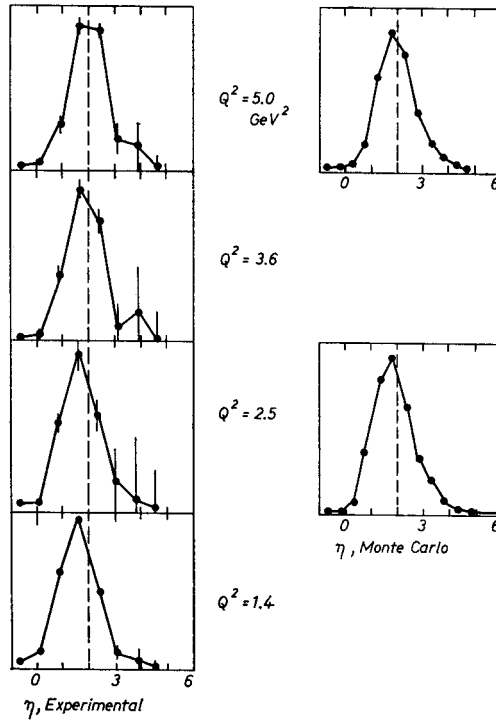 Q² = 5.0
GeV²
0 3 6
Q² = 3.6
Q² = 2.5
0 3 6
η, Monte Carlo
Q² = 1.4
0 3 6
η, Experimental